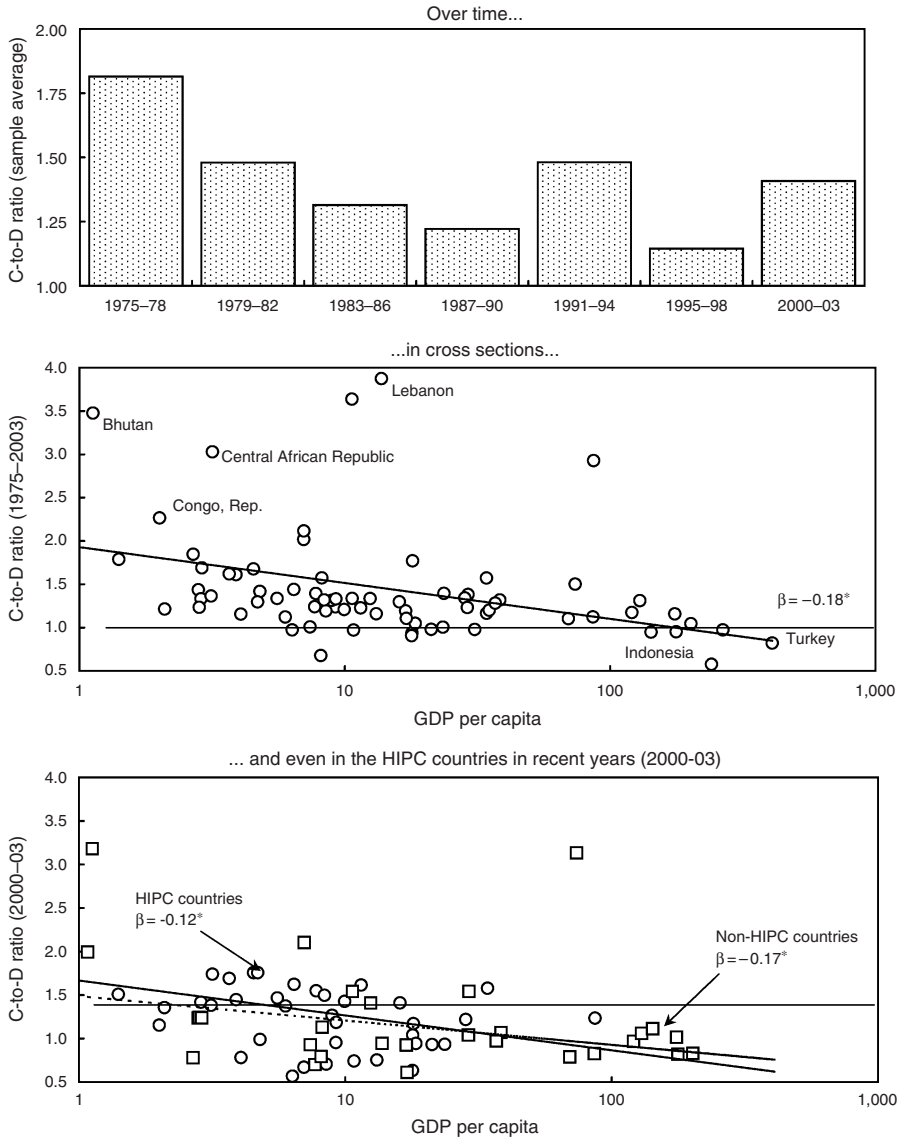 Over time...
C-to-D ratio (sample average)
2.00
1.75
1.50
1.25
1.00
1975–78 1979–82 1983–86 1987–90 1991–94 1995–98 2000–03
...in cross sections...
C-to-D ratio (1975–2003)
4.0
3.5
3.0
2.5
2.0
1.5
1.0
0.5
Lebanon
Bhutan
Central African Republic
Congo, Rep.
β = −0.18*
Turkey
Indonesia
1 10 100 1,000
GDP per capita
... and even in the HIPC countries in recent years (2000-03)
C-to-D ratio (2000–03)
4.0
3.5
3.0
2.5
2.0
1.5
1.0
0.5
HIPC countries
β = -0.12*
Non-HIPC countries
β = −0.17*
1 10 100 1,000
GDP per capita